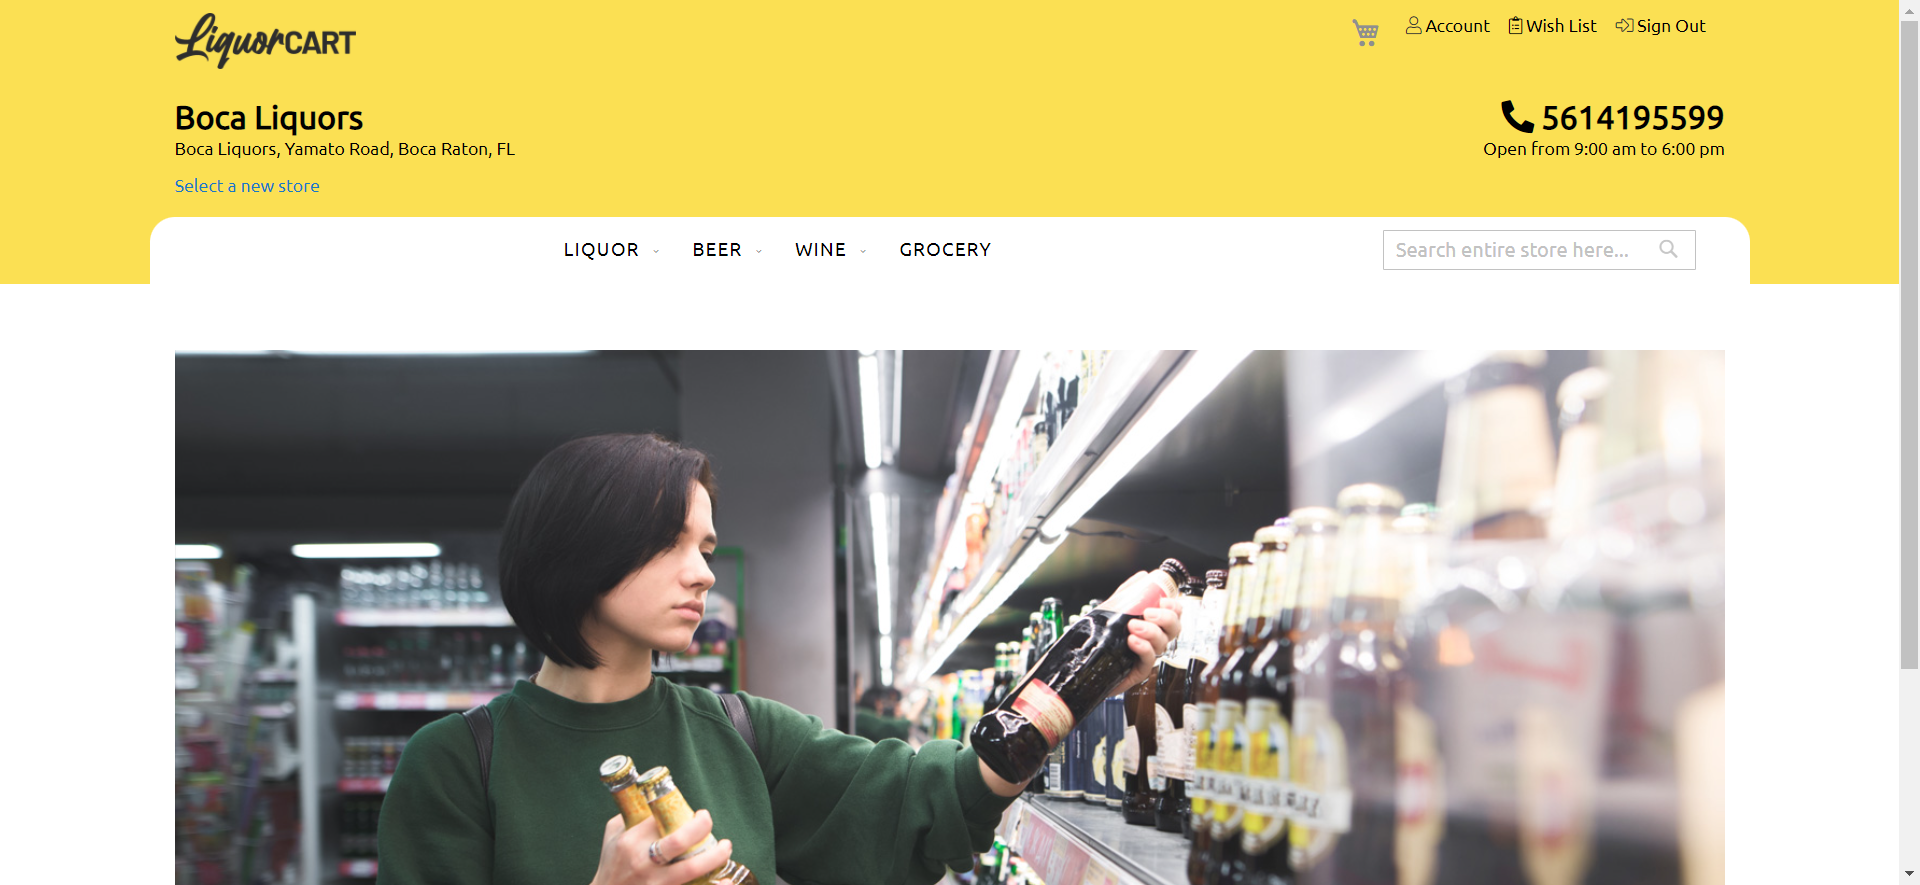 LiquorCART
Account
Wish List
Sign Out
Boca Liquors
5614195599
Boca Liquors, Yamato Road, Boca Raton, FL
Open from 9:00 am to 6:00 pm
Select a new store
LIQUOR
BEER
WINE
GROCERY
Search entire store here...